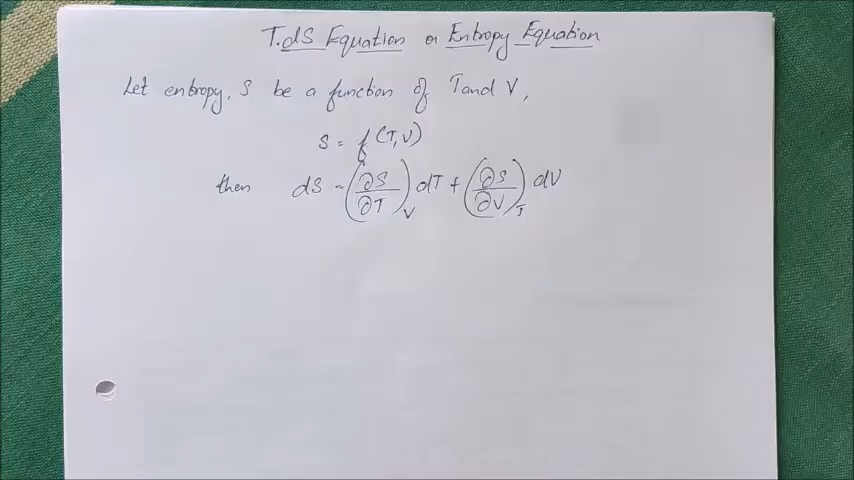 T.dS Equation or Entropy Equation
Let entropy, S be a function of T and V,
S = f(T,V)
then dS = (∂S/∂T)_V dT + (∂S/∂V)_T dV